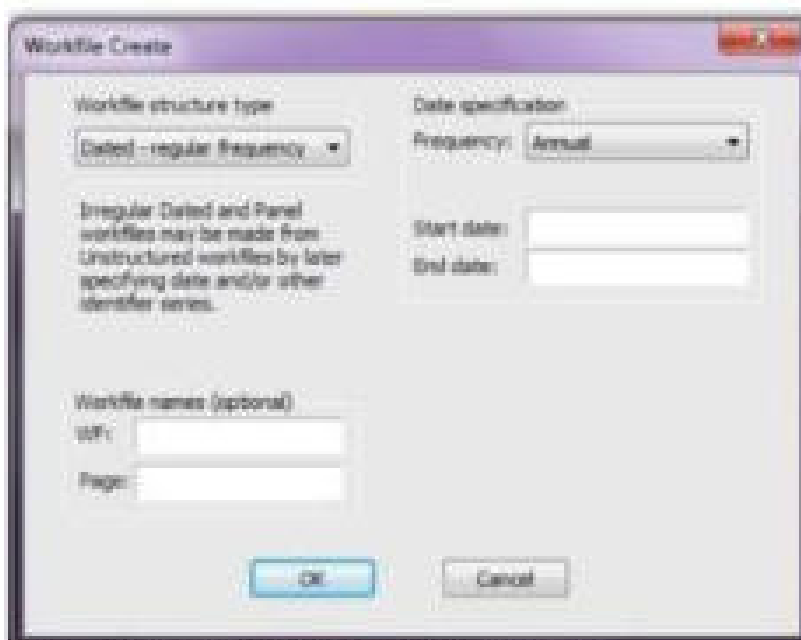 Workfile Create
Workfile structure type
Dated - regular frequency
Irregular Dated and Panel
workfiles may be made from
Unstructured workfiles by later
specifying date and/or other
identifier series.
Date specification
Frequency: Annual
Start date:
End date:
Workfile names (optional)
WF:
Page:
OK
Cancel